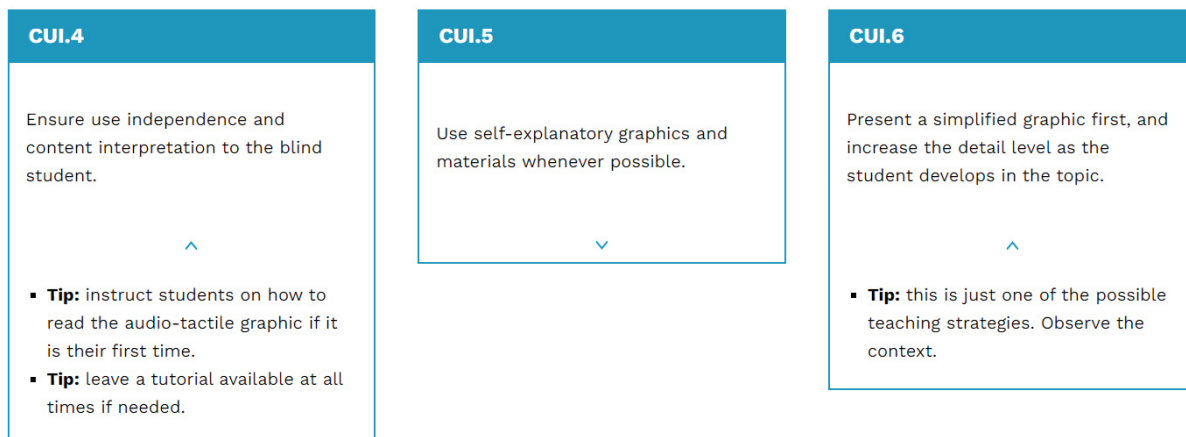 CUI.4
Ensure use independence and
content interpretation to the blind
student.
Tip: instruct students on how to
read the audio-tactile graphic if it
is their first time.
Tip: leave a tutorial available at all
times if needed.
CUI.5
Use self-explanatory graphics and
materials whenever possible.
CUI.6
Present a simplified graphic first, and
increase the detail level as the
student develops in the topic.
Tip: this is just one of the possible
teaching strategies. Observe the
context.